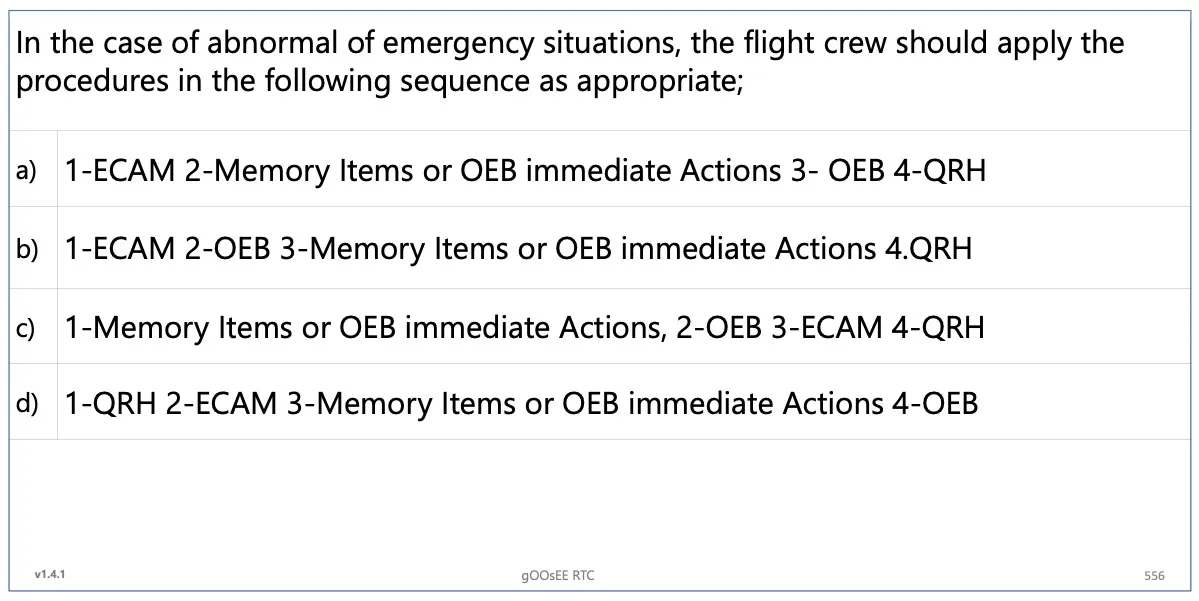 In the case of abnormal of emergency situations, the flight crew should apply the
procedures in the following sequence as appropriate;
a) 1-ECAM 2-Memory Items or OEB immediate Actions 3- OEB 4-QRH
b) 1-ECAM 2-OEB 3-Memory Items or OEB immediate Actions 4.QRH
c) 1-Memory Items or OEB immediate Actions, 2-OEB 3-ECAM 4-QRH
d) 1-QRH 2-ECAM 3-Memory Items or OEB immediate Actions 4-OEB
v1.4.1 gOOsEE RTC 556